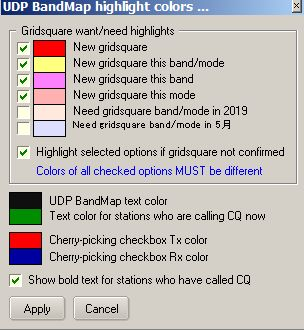 UDP BandMap highlight colors ...
Gridsquare want/need highlights
New gridsquare
New gridsquare this band/mode
New gridsquare this band
New gridsquare this mode
Need gridsquare band/mode in 2019
Need gridsquare band/mode in 5月
Highlight selected options if gridsquare not confirmed
Colors of all checked options MUST be different
UDP BandMap text color
Text color for stations who are calling CQ now
Cherry-picking checkbox Tx color
Cherry-picking checkbox Rx color
Show bold text for stations who have called CQ
Apply Cancel